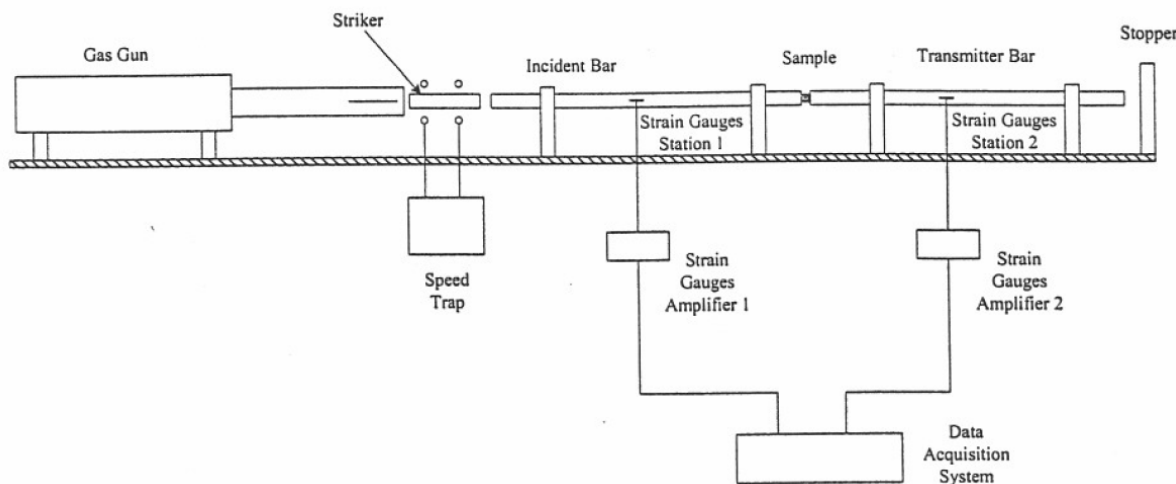 Striker
Stopper
Gas Gun
Incident Bar
Sample
Transmitter Bar
Strain Gauges
Station 1
Strain Gauges
Station 2
Speed
Trap
Strain
Gauges
Amplifier 1
Strain
Gauges
Amplifier 2
Data
Acquisition
System